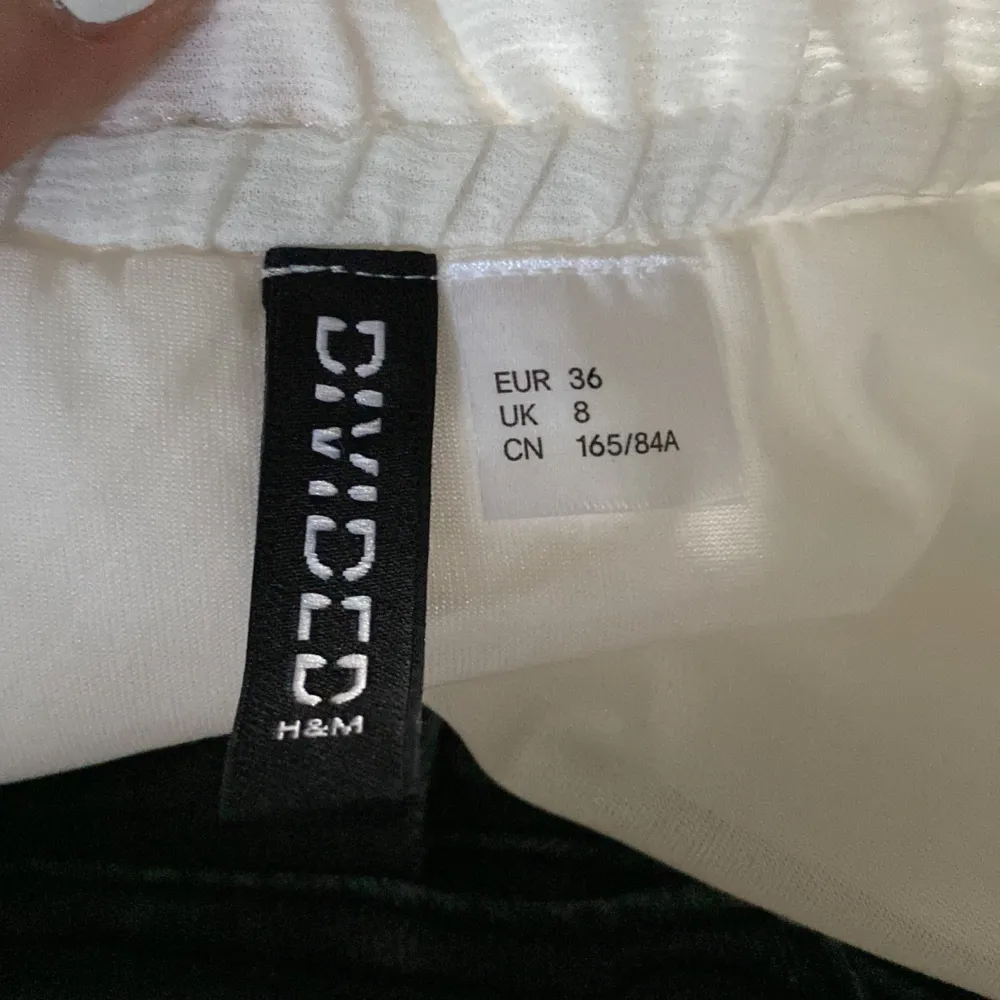 DIVIDED
H&M
EUR 36
UK 8
CN 165/84A